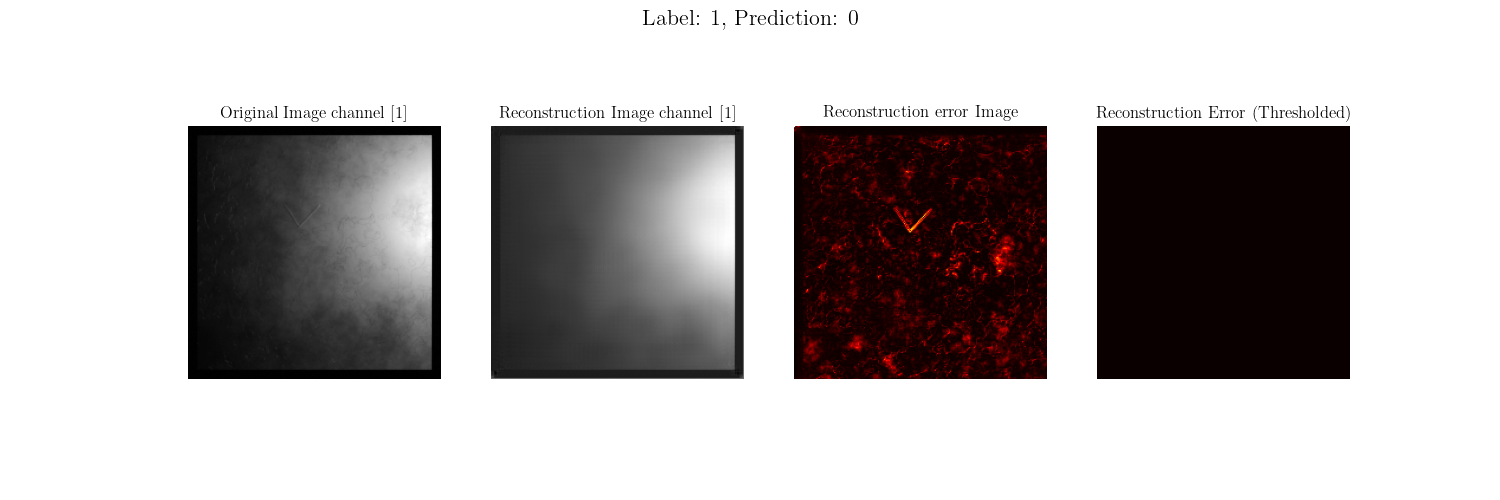 Label: 1, Prediction: 0
Original Image channel [1]
Reconstruction Image channel [1]
Reconstruction error Image
Reconstruction Error (Thresholded)